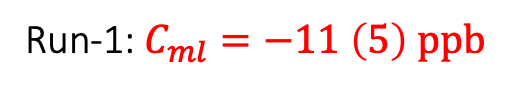 Run-1: C_ml = −11 (5) ppb